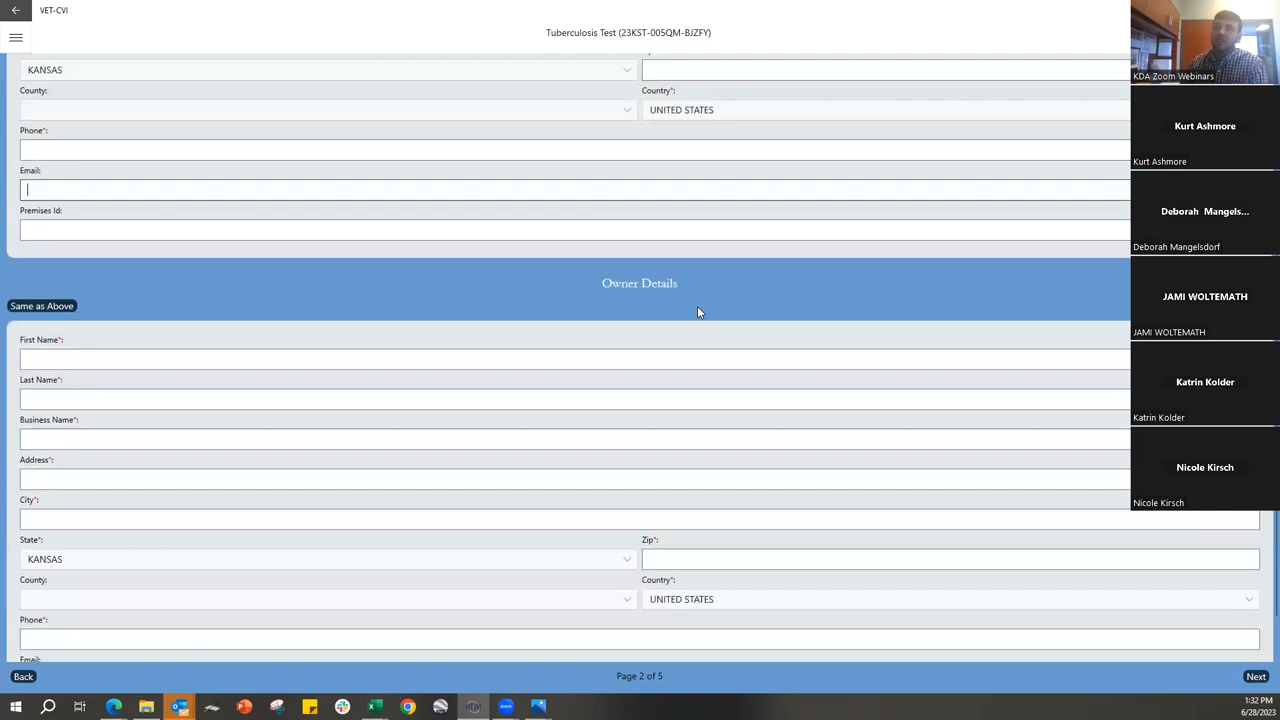 VET-CVI
Tuberculosis Test (23KST-005QM-BJZFY)
KANSAS
County:
Country*:
UNITED STATES
Phone*:
Email:
Premises Id:
Owner Details
Same as Above
First Name*:
Last Name*:
Business Name*:
Address*:
City*:
State*:
Zip*:
KANSAS
County:
Country*:
UNITED STATES
Phone*:
Email:
Back
Page 2 of 5
Next
KDA Zoom Webinars
Kurt Ashmore
Kurt Ashmore
Deborah Mangels...
Deborah Mangelsdorf
JAMI WOLTEMATH
JAMI WOLTEMATH
Katrin Kolder
Katrin Kolder
Nicole Kirsch
Nicole Kirsch
1:32 PM
6/28/2023